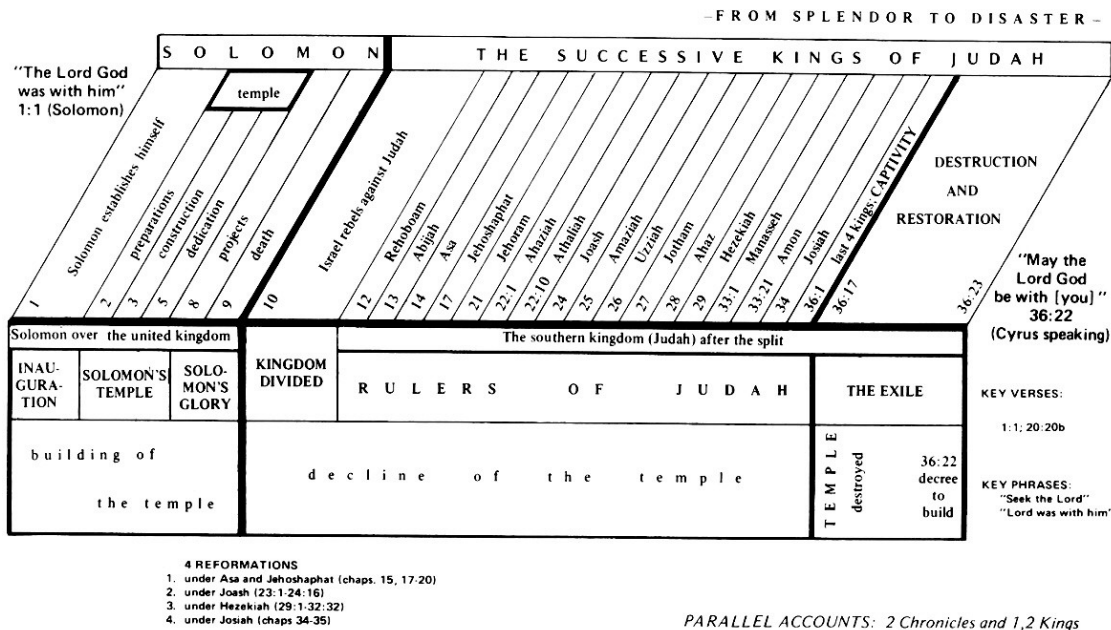 –FROM SPLENDOR TO DISASTER–
SOLOMON
THE SUCCESSIVE KINGS OF JUDAH
"The Lord God
was with him"
1:1 (Solomon)
temple
Solomon establishes himself
preparations
construction
dedication
projects
death
Israel rebels against Judah
Rehoboam
Abijah
Asa
Jehoshaphat
Jehoram
Ahaziah
Athaliah
Joash
Amaziah
Uzziah
Jotham
Ahaz
Hezekiah
Manasseh
Amon
Josiah
last 4 kings: CAPTIVITY
DESTRUCTION
AND
RESTORATION
"May the
Lord God
be with [you]"
36:22
(Cyrus speaking)
1
2
3
5
8
9
10
12
13
14
17
21
22:1
22:10
24
25
26
27
28
29
33:1
33:21
34
36:1
36:17
36:23
Solomon over the united kingdom
The southern kingdom (Judah) after the split
INAU-
GURA-
TION
SOLOMON'S
TEMPLE
SOLO-
MON'S
GLORY
KINGDOM
DIVIDED
RULERS OF JUDAH
THE EXILE
building of
the temple
decline of the temple
TEMPLE
destroyed
36:22
decree
to
build
KEY VERSES:
1:1; 20:20b
KEY PHRASES:
"Seek the Lord"
"Lord was with him"
4 REFORMATIONS
1. under Asa and Jehoshaphat (chaps. 15, 17-20)
2. under Joash (23:1-24:16)
3. under Hezekiah (29:1-32:32)
4. under Josiah (chaps 34-35)
PARALLEL ACCOUNTS: 2 Chronicles and 1,2 Kings